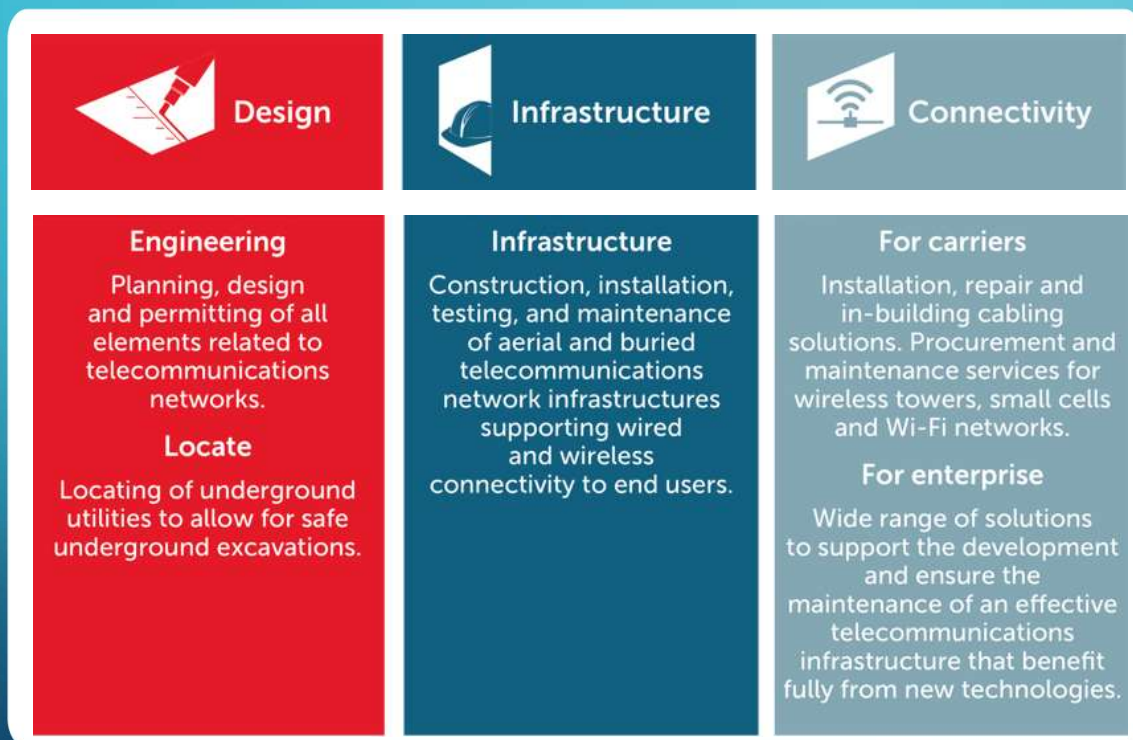 Design
Engineering
Planning, design
and permitting of all
elements related to
telecommunications
networks.
Locate
Locating of underground
utilities to allow for safe
underground excavations.
Infrastructure
Infrastructure
Construction, installation,
testing, and maintenance
of aerial and buried
telecommunications
network infrastructures
supporting wired
and wireless
connectivity to end users.
Connectivity
For carriers
Installation, repair and
in-building cabling
solutions. Procurement and
maintenance services for
wireless towers, small cells
and Wi-Fi networks.
For enterprise
Wide range of solutions
to support the development
and ensure the
maintenance of an effective
telecommunications
infrastructure that benefit
fully from new technologies.